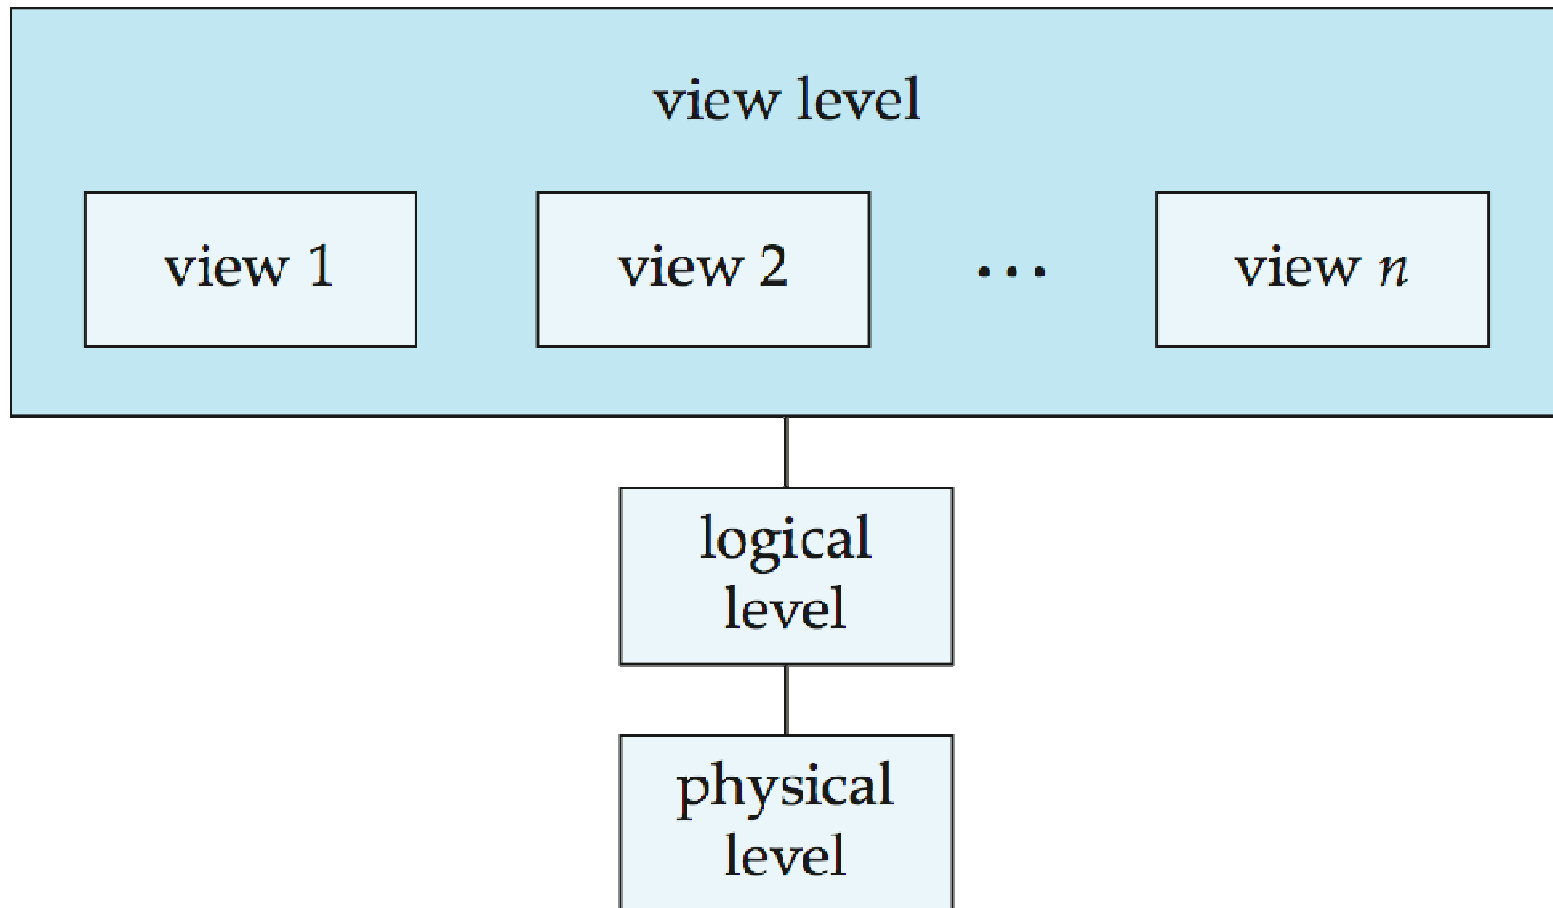 view level
view 1 view 2 ... view n
logical
level
physical
level